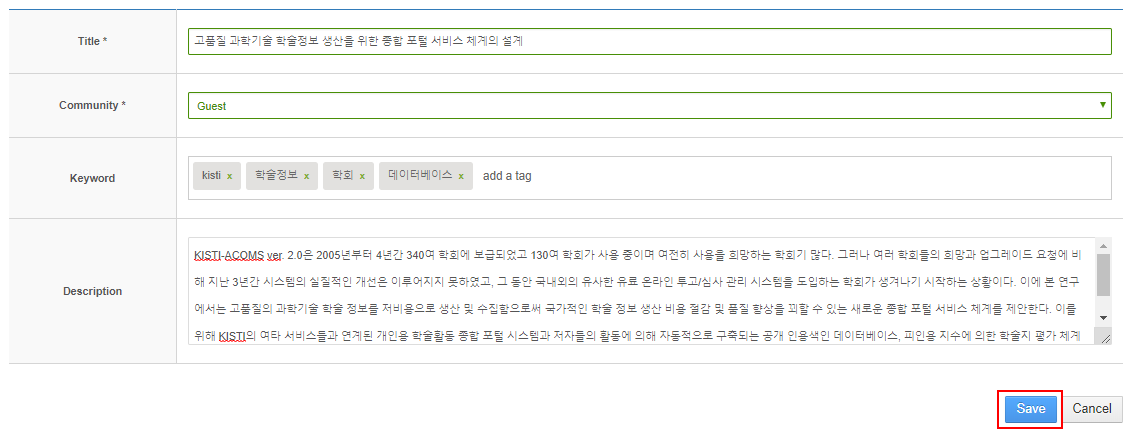 Title *
고품질 과학기술 학술정보 생산을 위한 종합 포털 서비스 체계의 설계
Community *
Guest
Keyword
kisti x 학술정보 x 학회 x 데이터베이스 x add a tag
Description
KISTI-ACOMS ver. 2.0은 2005년부터 4년간 340여 학회에 보급되었고 130여 학회가 사용 중이며 여전히 사용을 희망하는 학회기 많다. 그러나 여러 학회들의 희망과 업그레이드 요청에 비
해 지난 3년간 시스템의 실질적인 개선은 이루어지지 못하였고, 그 동안 국내외의 유사한 유료 온라인 투고/심사 관리 시스템을 도입하는 학회가 생겨나기 시작하는 상황이다. 이에 본 연구
에서는 고품질의 과학기술 학술 정보를 저비용으로 생산 및 수집함으로써 국가적인 학술 정보 생산 비용 절감 및 품질 향상을 꾀할 수 있는 새로운 종합 포털 서비스 체계를 제안한다. 이를
위해 KISTI의 여타 서비스들과 연계된 개인용 학술활동 종합 포털 시스템과 저자들의 활동에 의해 자동적으로 구축되는 공개 인용색인 데이터베이스, 피인용 지수에 의한 학술지 평가 체계
Save Cancel